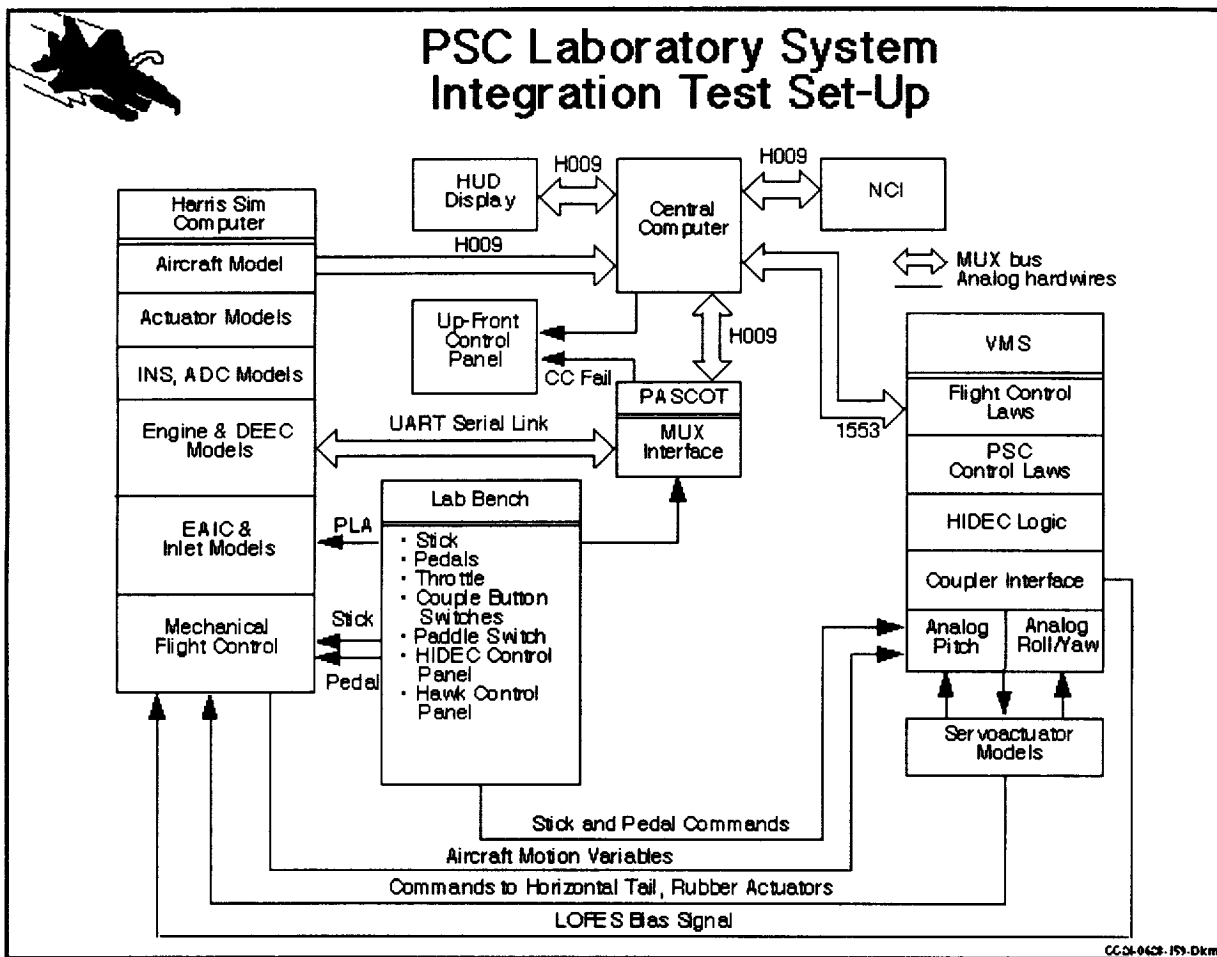 PSC Laboratory System
Integration Test Set-Up
H009
H009
HUD
Display
Central
Computer
NCI
Harris Sim
Computer
H009
Aircraft Model
MUX bus
Analog hardwires
Actuator Models
Up-Front
Control
Panel
H009
VMS
INS, ADC Models
CC Fail
PASCOT
Flight Control
Laws
UART Serial Link
MUX
Interface
1553
Engine & DEEC
Models
PSC
Control Laws
Lab Bench
HIDEC Logic
EAIC &
Inlet Models
PLA
· Stick
· Pedals
· Throttle
· Couple Button
Switches
· Paddle Switch
· HIDEC Control
Panel
· Hawk Control
Panel
Coupler Interface
Stick
Mechanical
Flight Control
Pedal
Analog
Pitch
Analog
Roll/Yaw
Servoactuator
Models
Stick and Pedal Commands
Aircraft Motion Variables
Commands to Horizontal Tail, Rubber Actuators
LOFES Bias Signal